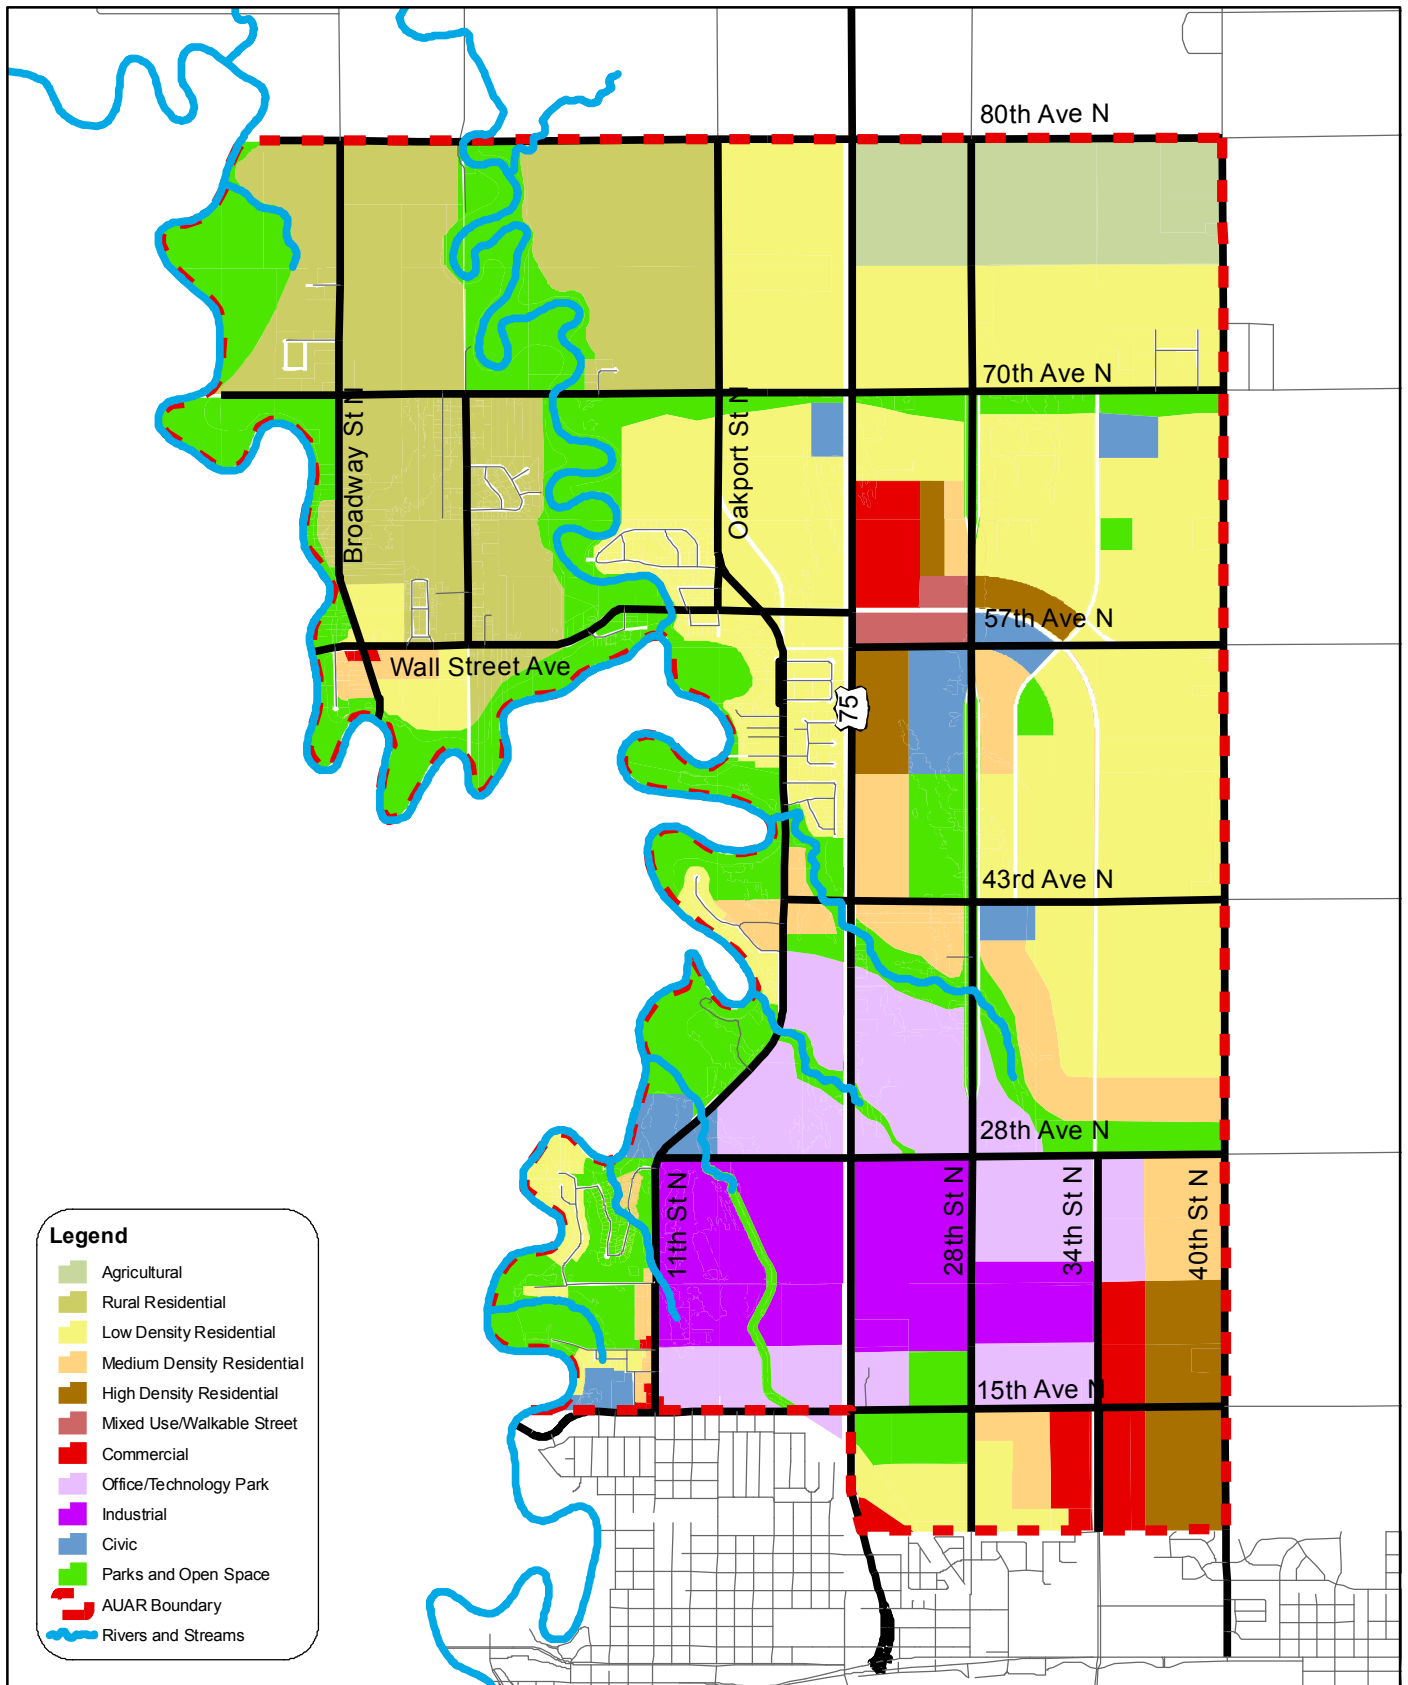 80th Ave N
70th Ave N
Broadway St N
Oakport St N
57th Ave N
Wall Street Ave
75
43rd Ave N
28th Ave N
11th St N
28th St N
34th St N
40th St N
15th Ave N
Legend
Agricultural
Rural Residential
Low Density Residential
Medium Density Residential
High Density Residential
Mixed Use/Walkable Street
Commercial
Office/Technology Park
Industrial
Civic
Parks and Open Space
AUAR Boundary
Rivers and Streams